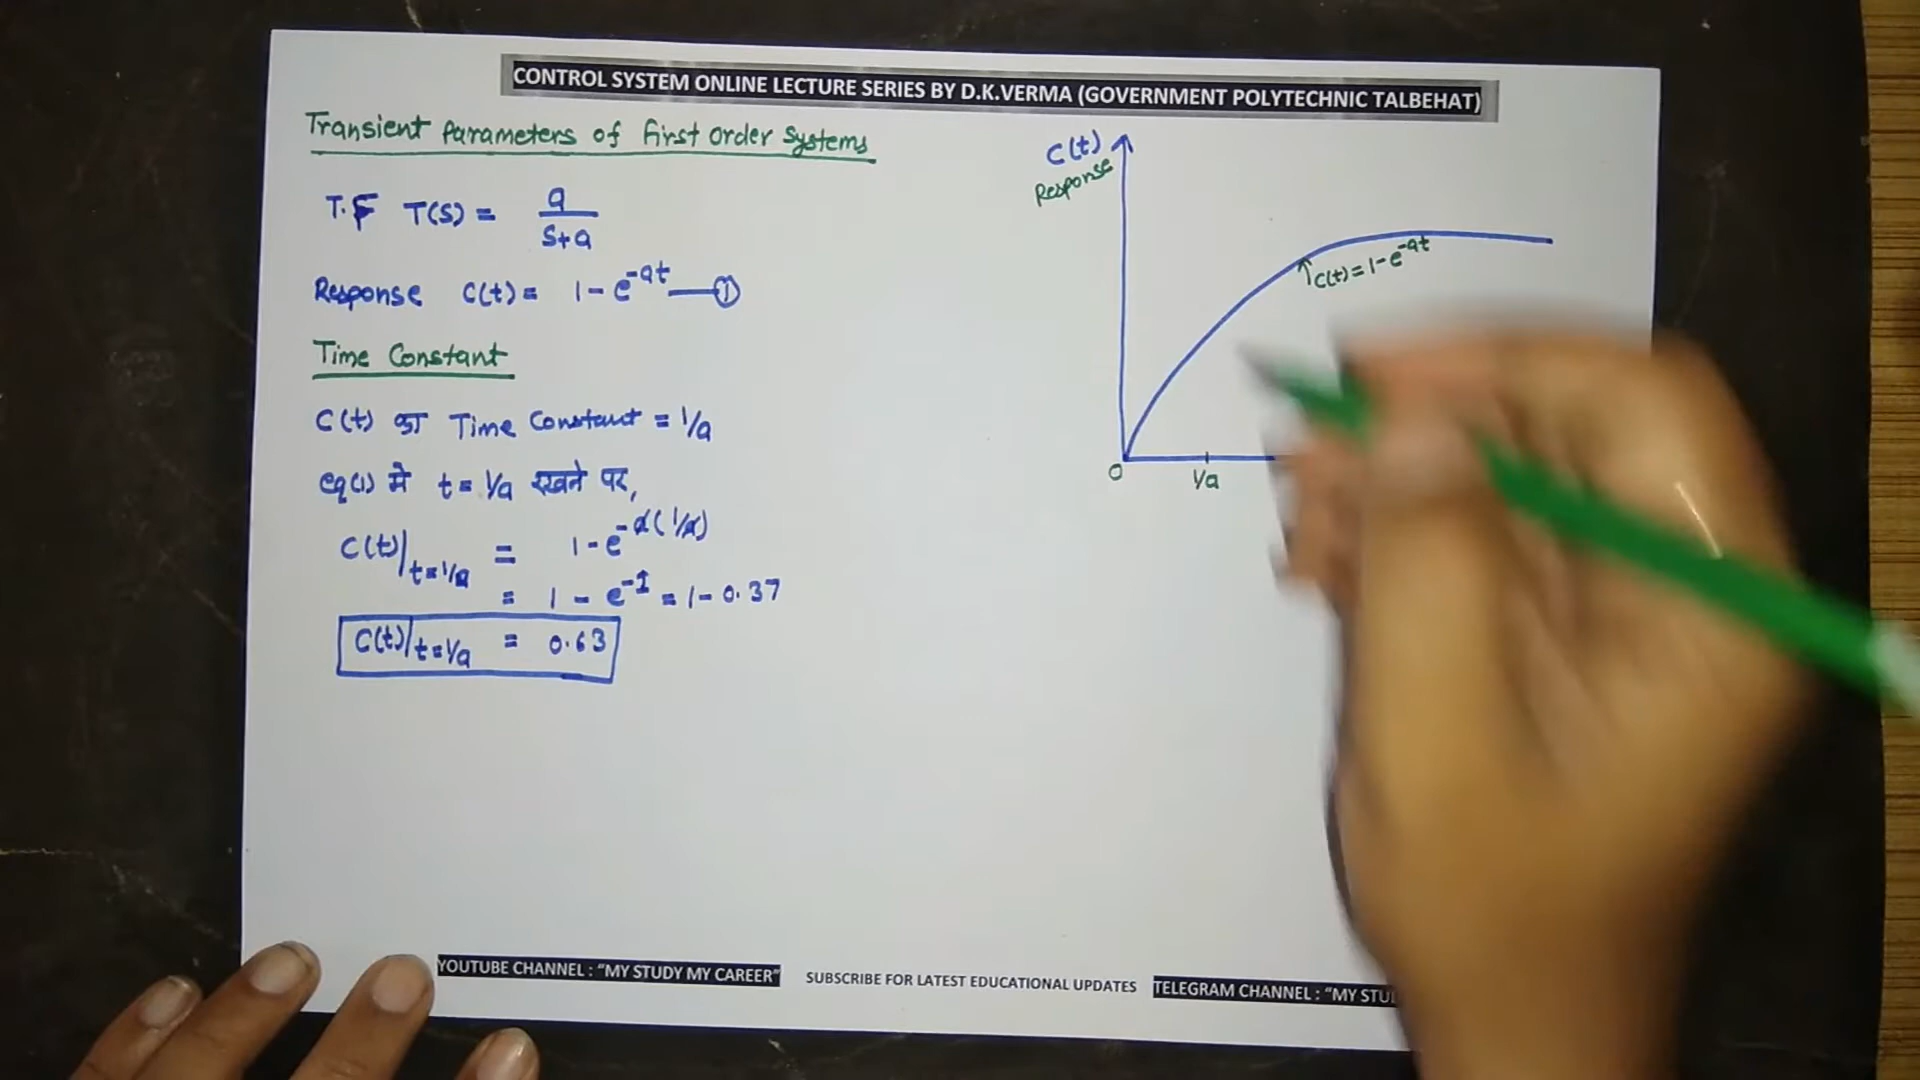 CONTROL SYSTEM ONLINE LECTURE SERIES BY D.K.VERMA (GOVERNMENT POLYTECHNIC TALBEHAT)
Transient Parameters of first order systems
T.F T(S) = a/(S+a)
Response C(t) = 1 - e^-at —①
Time Constant
C(t) का Time Constant = 1/a
eq(1) मे t = 1/a रखने पर,
C(t)|t=1/a = 1 - e^-a(1/a)
= 1 - e^-1 = 1 - 0.37
C(t)|t=1/a = 0.63
C(t)
Response
C(t) = 1 - e^-at
0
1/a
YOUTUBE CHANNEL : "MY STUDY MY CAREER"
SUBSCRIBE FOR LATEST EDUCATIONAL UPDATES
TELEGRAM CHANNEL : "MY